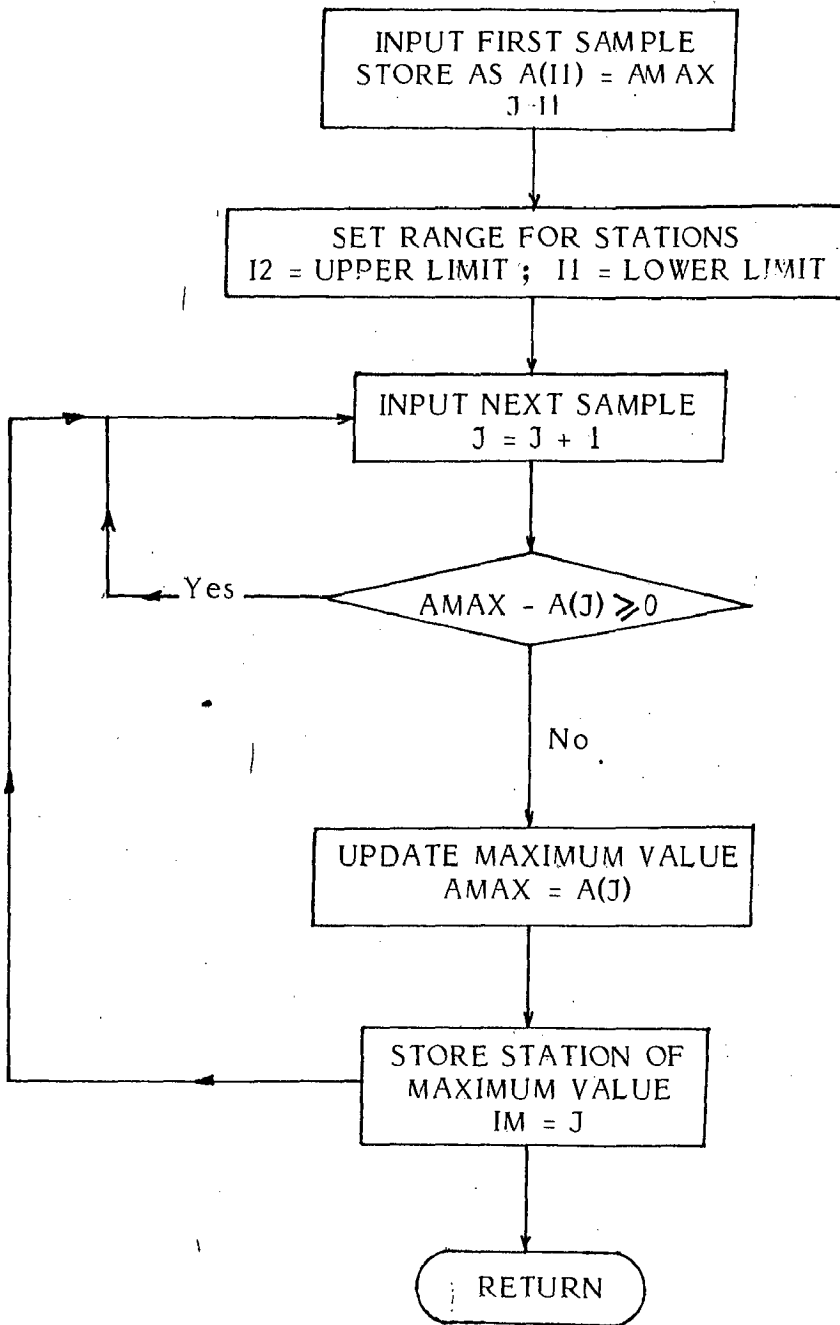 INPUT FIRST SAMPLE
STORE AS A(I1) = AMAX
J I1
SET RANGE FOR STATIONS
I2 = UPPER LIMIT ; I1 = LOWER LIMIT
INPUT NEXT SAMPLE
J = J + 1
AMAX - A(J) ⩾ 0
Yes
No
UPDATE MAXIMUM VALUE
AMAX = A(J)
STORE STATION OF
MAXIMUM VALUE
IM = J
RETURN